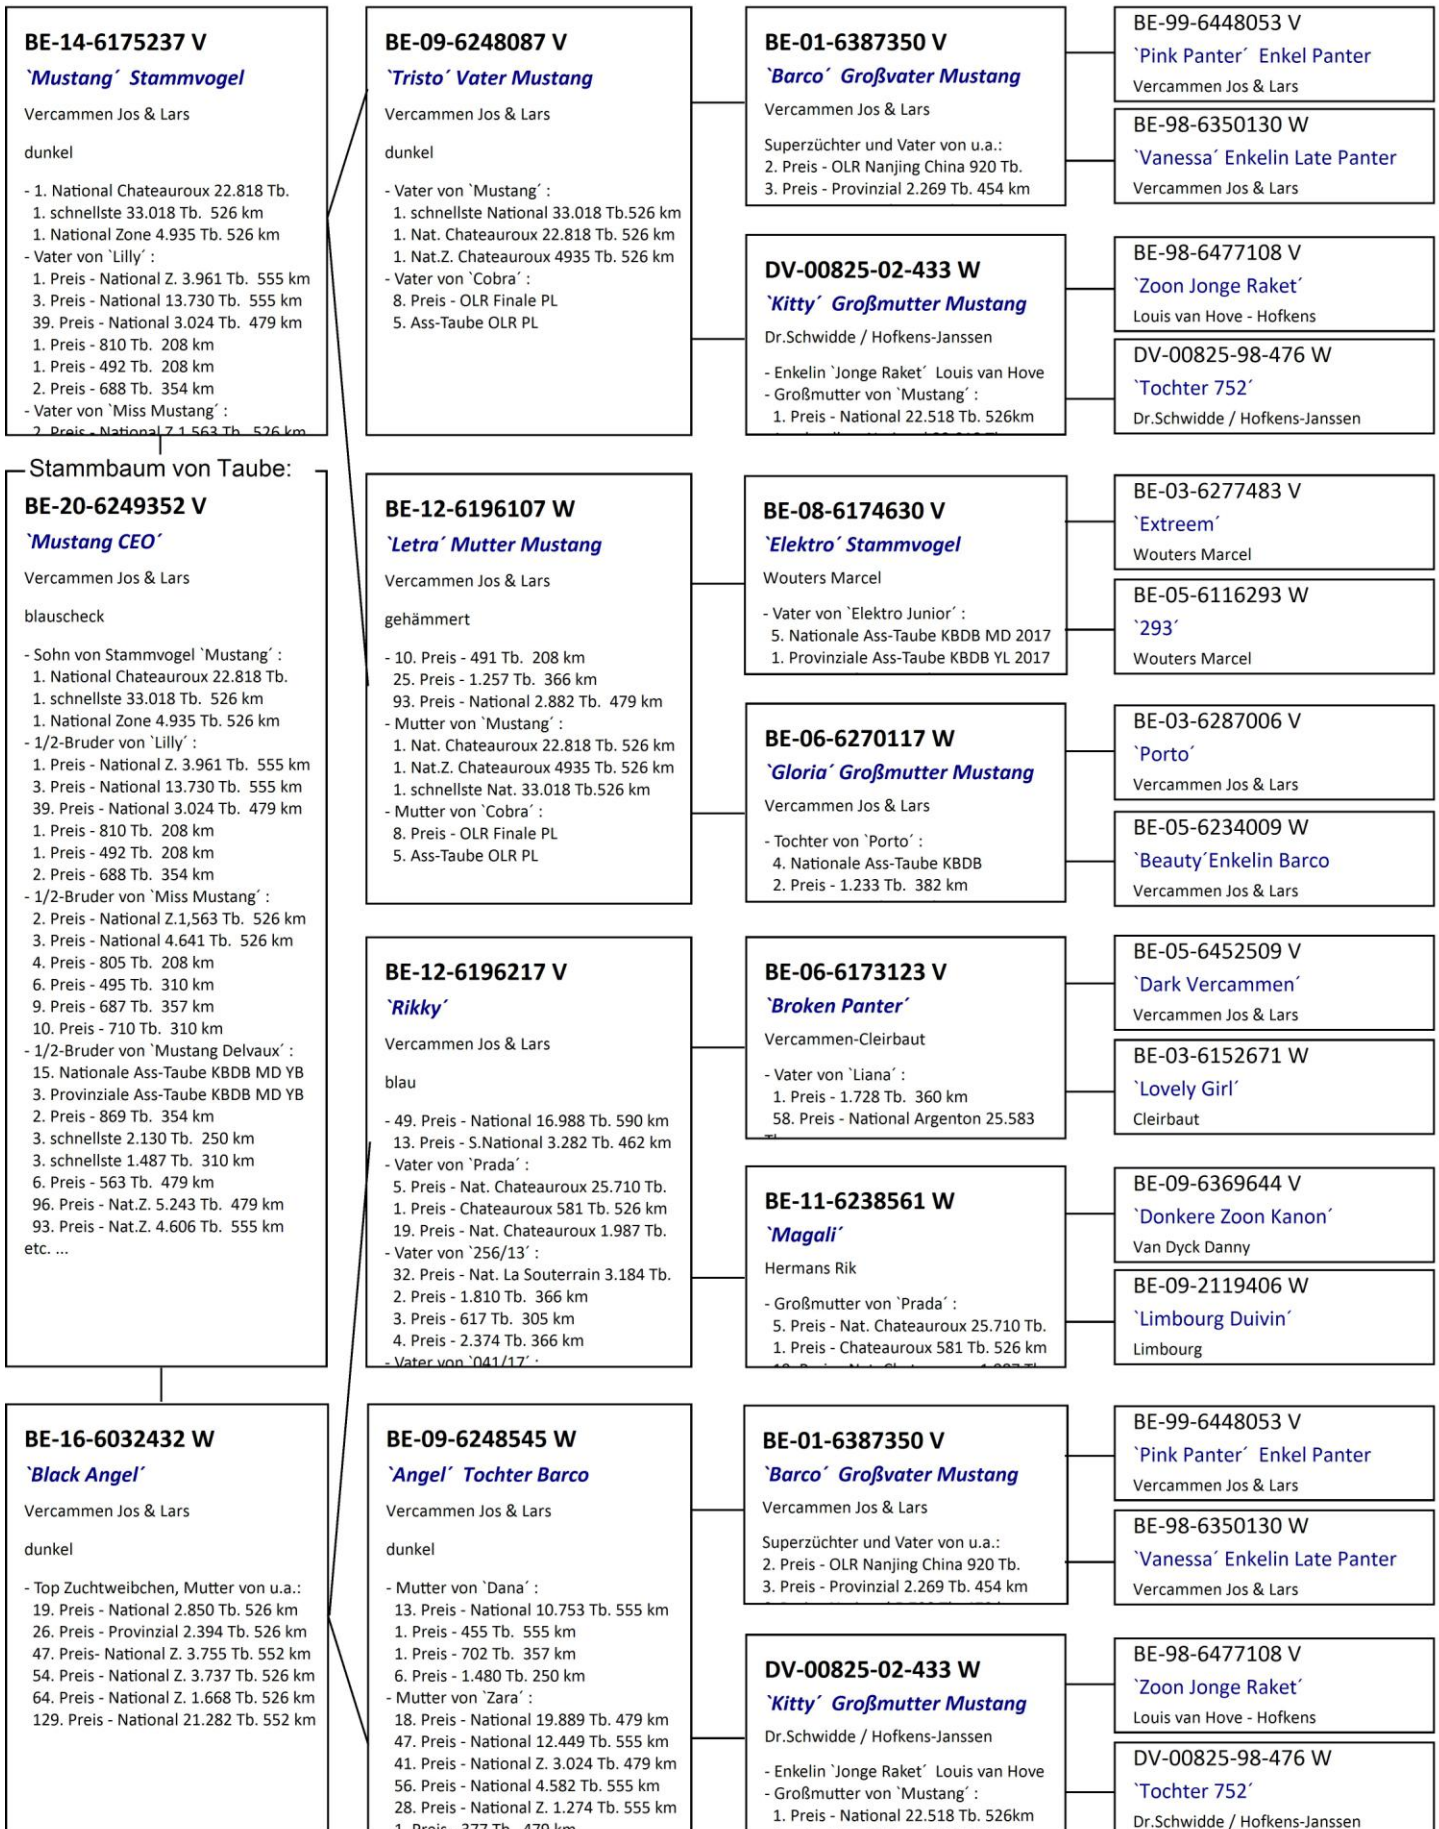 BE-14-6175237 V
`Mustang´ Stammvogel
Vercammen Jos & Lars
dunkel
- 1. National Chateauroux 22.818 Tb.
1. schnellste 33.018 Tb. 526 km
1. National Zone 4.935 Tb. 526 km
- Vater von `Lilly´ :
1. Preis - National Z. 3.961 Tb. 555 km
3. Preis - National 13.730 Tb. 555 km
39. Preis - National 3.024 Tb. 479 km
1. Preis - 810 Tb. 208 km
1. Preis - 492 Tb. 208 km
2. Preis - 688 Tb. 354 km
- Vater von `Miss Mustang´ :
2. Preis - National Z.1.563 Tb. 526 km
Stammbaum von Taube:
BE-20-6249352 V
`Mustang CEO´
Vercammen Jos & Lars
blauscheck
- Sohn von Stammvogel `Mustang´ :
1. National Chateauroux 22.818 Tb.
1. schnellste 33.018 Tb. 526 km
1. National Zone 4.935 Tb. 526 km
- 1/2-Bruder von `Lilly´ :
1. Preis - National Z. 3.961 Tb. 555 km
3. Preis - National 13.730 Tb. 555 km
39. Preis - National 3.024 Tb. 479 km
1. Preis - 810 Tb. 208 km
1. Preis - 492 Tb. 208 km
2. Preis - 688 Tb. 354 km
- 1/2-Bruder von `Miss Mustang´ :
2. Preis - National Z.1,563 Tb. 526 km
3. Preis - National 4.641 Tb. 526 km
4. Preis - 805 Tb. 208 km
6. Preis - 495 Tb. 310 km
9. Preis - 687 Tb. 357 km
10. Preis - 710 Tb. 310 km
- 1/2-Bruder von `Mustang Delvaux´ :
15. Nationale Ass-Taube KBDB MD YB
3. Provinziale Ass-Taube KBDB MD YB
2. Preis - 869 Tb. 354 km
3. schnellste 2.130 Tb. 250 km
3. schnellste 1.487 Tb. 310 km
6. Preis - 563 Tb. 479 km
96. Preis - Nat.Z. 5.243 Tb. 479 km
93. Preis - Nat.Z. 4.606 Tb. 555 km
etc. ...
BE-16-6032432 W
`Black Angel´
Vercammen Jos & Lars
dunkel
- Top Zuchtweibchen, Mutter von u.a.:
19. Preis - National 2.850 Tb. 526 km
26. Preis - Provinzial 2.394 Tb. 526 km
47. Preis- National Z. 3.755 Tb. 552 km
54. Preis - National Z. 3.737 Tb. 526 km
64. Preis - National Z. 1.668 Tb. 526 km
129. Preis - National 21.282 Tb. 552 km
BE-09-6248087 V
`Tristo´ Vater Mustang
Vercammen Jos & Lars
dunkel
- Vater von `Mustang´ :
1. schnellste National 33.018 Tb.526 km
1. Nat. Chateauroux 22.818 Tb. 526 km
1. Nat.Z. Chateauroux 4935 Tb. 526 km
- Vater von `Cobra´ :
8. Preis - OLR Finale PL
5. Ass-Taube OLR PL
BE-12-6196107 W
`Letra´ Mutter Mustang
Vercammen Jos & Lars
gehämmert
- 10. Preis - 491 Tb. 208 km
25. Preis - 1.257 Tb. 366 km
93. Preis - National 2.882 Tb. 479 km
- Mutter von `Mustang´ :
1. Nat. Chateauroux 22.818 Tb. 526 km
1. Nat.Z. Chateauroux 4935 Tb. 526 km
1. schnellste Nat. 33.018 Tb.526 km
- Mutter von `Cobra´ :
8. Preis - OLR Finale PL
5. Ass-Taube OLR PL
BE-12-6196217 V
`Rikky´
Vercammen Jos & Lars
blau
- 49. Preis - National 16.988 Tb. 590 km
13. Preis - S.National 3.282 Tb. 462 km
- Vater von `Prada´ :
5. Preis - Nat. Chateauroux 25.710 Tb.
1. Preis - Chateauroux 581 Tb. 526 km
19. Preis - Nat. Chateauroux 1.987 Tb.
- Vater von `256/13´ :
32. Preis - Nat. La Souterrain 3.184 Tb.
2. Preis - 1.810 Tb. 366 km
3. Preis - 617 Tb. 305 km
4. Preis - 2.374 Tb. 366 km
- Vater von `041/17´ :
BE-09-6248545 W
`Angel´ Tochter Barco
Vercammen Jos & Lars
dunkel
- Mutter von `Dana´ :
13. Preis - National 10.753 Tb. 555 km
1. Preis - 455 Tb. 555 km
1. Preis - 702 Tb. 357 km
6. Preis - 1.480 Tb. 250 km
- Mutter von `Zara´ :
18. Preis - National 19.889 Tb. 479 km
47. Preis - National 12.449 Tb. 555 km
41. Preis - National Z. 3.024 Tb. 479 km
56. Preis - National 4.582 Tb. 555 km
28. Preis - National Z. 1.274 Tb. 555 km
1. Preis - 377 Tb. 479 km
BE-01-6387350 V
`Barco´ Großvater Mustang
Vercammen Jos & Lars
Superzüchter und Vater von u.a.:
2. Preis - OLR Nanjing China 920 Tb.
3. Preis - Provinzial 2.269 Tb. 454 km
DV-00825-02-433 W
`Kitty´ Großmutter Mustang
Dr.Schwidde / Hofkens-Janssen
- Enkelin `Jonge Raket´ Louis van Hove
- Großmutter von `Mustang´ :
1. Preis - National 22.518 Tb. 526km
BE-08-6174630 V
`Elektro´ Stammvogel
Wouters Marcel
- Vater von `Elektro Junior´ :
5. Nationale Ass-Taube KBDB MD 2017
1. Provinziale Ass-Taube KBDB YL 2017
BE-06-6270117 W
`Gloria´ Großmutter Mustang
Vercammen Jos & Lars
- Tochter von `Porto´ :
4. Nationale Ass-Taube KBDB
2. Preis - 1.233 Tb. 382 km
BE-06-6173123 V
`Broken Panter´
Vercammen-Cleirbaut
- Vater von `Liana´ :
1. Preis - 1.728 Tb. 360 km
58. Preis - National Argenton 25.583
BE-11-6238561 W
`Magali´
Hermans Rik
- Großmutter von `Prada´ :
5. Preis - Nat. Chateauroux 25.710 Tb.
1. Preis - Chateauroux 581 Tb. 526 km
BE-01-6387350 V
`Barco´ Großvater Mustang
Vercammen Jos & Lars
Superzüchter und Vater von u.a.:
2. Preis - OLR Nanjing China 920 Tb.
3. Preis - Provinzial 2.269 Tb. 454 km
DV-00825-02-433 W
`Kitty´ Großmutter Mustang
Dr.Schwidde / Hofkens-Janssen
- Enkelin `Jonge Raket´ Louis van Hove
- Großmutter von `Mustang´ :
1. Preis - National 22.518 Tb. 526km
BE-99-6448053 V
`Pink Panter´ Enkel Panter
Vercammen Jos & Lars
BE-98-6350130 W
`Vanessa´ Enkelin Late Panter
Vercammen Jos & Lars
BE-98-6477108 V
`Zoon Jonge Raket´
Louis van Hove - Hofkens
DV-00825-98-476 W
`Tochter 752´
Dr.Schwidde / Hofkens-Janssen
BE-03-6277483 V
`Extreem´
Wouters Marcel
BE-05-6116293 W
`293´
Wouters Marcel
BE-03-6287006 V
`Porto´
Vercammen Jos & Lars
BE-05-6234009 W
`Beauty´Enkelin Barco
Vercammen Jos & Lars
BE-05-6452509 V
`Dark Vercammen´
Vercammen Jos & Lars
BE-03-6152671 W
`Lovely Girl´
Cleirbaut
BE-09-6369644 V
`Donkere Zoon Kanon´
Van Dyck Danny
BE-09-2119406 W
`Limbourg Duivin´
Limbourg
BE-99-6448053 V
`Pink Panter´ Enkel Panter
Vercammen Jos & Lars
BE-98-6350130 W
`Vanessa´ Enkelin Late Panter
Vercammen Jos & Lars
BE-98-6477108 V
`Zoon Jonge Raket´
Louis van Hove - Hofkens
DV-00825-98-476 W
`Tochter 752´
Dr.Schwidde / Hofkens-Janssen